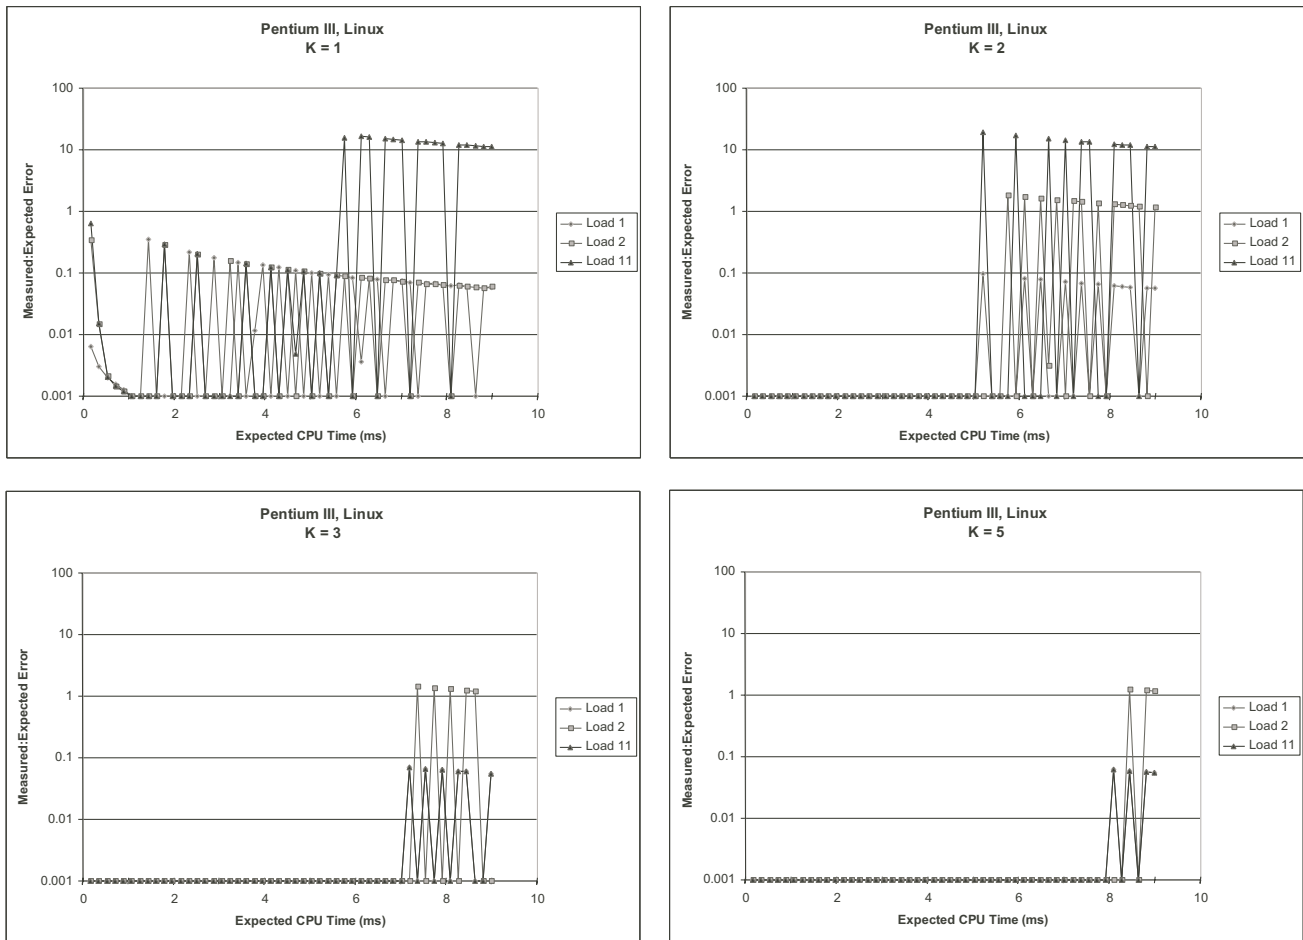 Pentium III, Linux
K = 1
Measured:Expected Error
100
10
1
0.1
0.01
0.001
0 2 4 6 8 10
Expected CPU Time (ms)
Load 1
Load 2
Load 11
Pentium III, Linux
K = 2
Measured:Expected Error
100
10
1
0.1
0.01
0.001
0 2 4 6 8 10
Expected CPU Time (ms)
Load 1
Load 2
Load 11
Pentium III, Linux
K = 3
Measured:Expected Error
100
10
1
0.1
0.01
0.001
0 2 4 6 8 10
Expected CPU Time (ms)
Load 1
Load 2
Load 11
Pentium III, Linux
K = 5
Measured:Expected Error
100
10
1
0.1
0.01
0.001
0 2 4 6 8 10
Expected CPU Time (ms)
Load 1
Load 2
Load 11